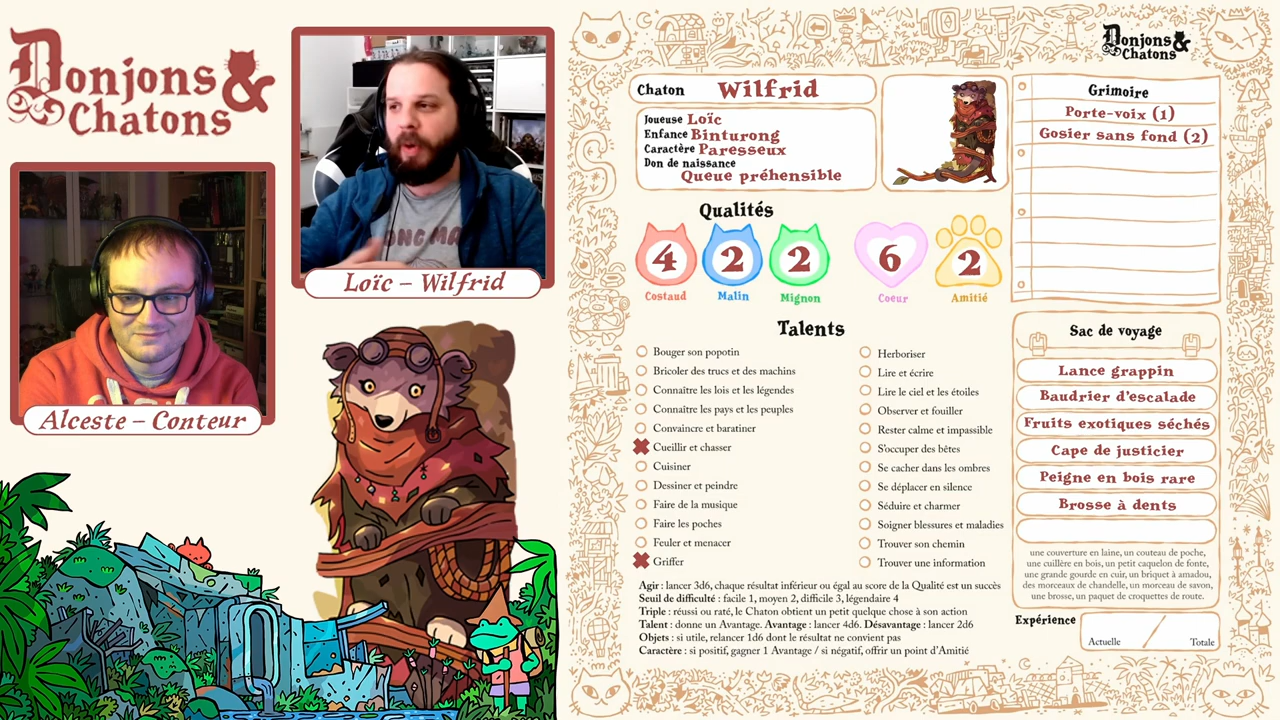 Donjons &
Chatons
Loïc – Wilfrid
Alceste – Conteur
Donjons &
Chatons
Chaton Wilfrid
Joueuse Loïc
Enfance Binturong
Caractère Paresseux
Don de naissance
Queue préhensible
Grimoire
Porte-voix (1)
Gosier sans fond (2)
Qualités
4 2 2 6 2
Costaud Malin Mignon Coeur Amitié
Talents
Bouger son popotin
Bricoler des trucs et des machins
Connaître les lois et les légendes
Connaître les pays et les peuples
Convaincre et baratiner
Cueillir et chasser
Cuisiner
Dessiner et peindre
Faire de la musique
Faire les poches
Feuler et menacer
Griffer
Herboriser
Lire et écrire
Lire le ciel et les étoiles
Observer et fouiller
Rester calme et impassible
S'occuper des bêtes
Se cacher dans les ombres
Se déplacer en silence
Séduire et charmer
Soigner blessures et maladies
Trouver son chemin
Trouver une information
Agir : lancer 3d6, chaque résultat inférieur ou égal au score de la Qualité est un succès
Seuil de difficulté : facile 1, moyen 2, difficile 3, légendaire 4
Triple : réussi ou raté, le Chaton obtient un petit quelque chose à son action
Talent : donne un Avantage. Avantage : lancer 4d6. Désavantage : lancer 2d6
Objets : si utile, relancer 1d6 dont le résultat ne convient pas
Caractère : si positif, gagner 1 Avantage / si négatif, offrir un point d'Amitié
Sac de voyage
Lance grappin
Baudrier d'escalade
Fruits exotiques séchés
Cape de justicier
Peigne en bois rare
Brosse à dents
une couverture en laine, un couteau de poche,
une cuillère en bois, un petit caquelon de fonte,
une grande gourde en cuir, un briquet à amadou,
des morceaux de chandelle, un morceau de savon,
une brosse, un paquet de croquettes de route.
Expérience
Actuelle / Totale